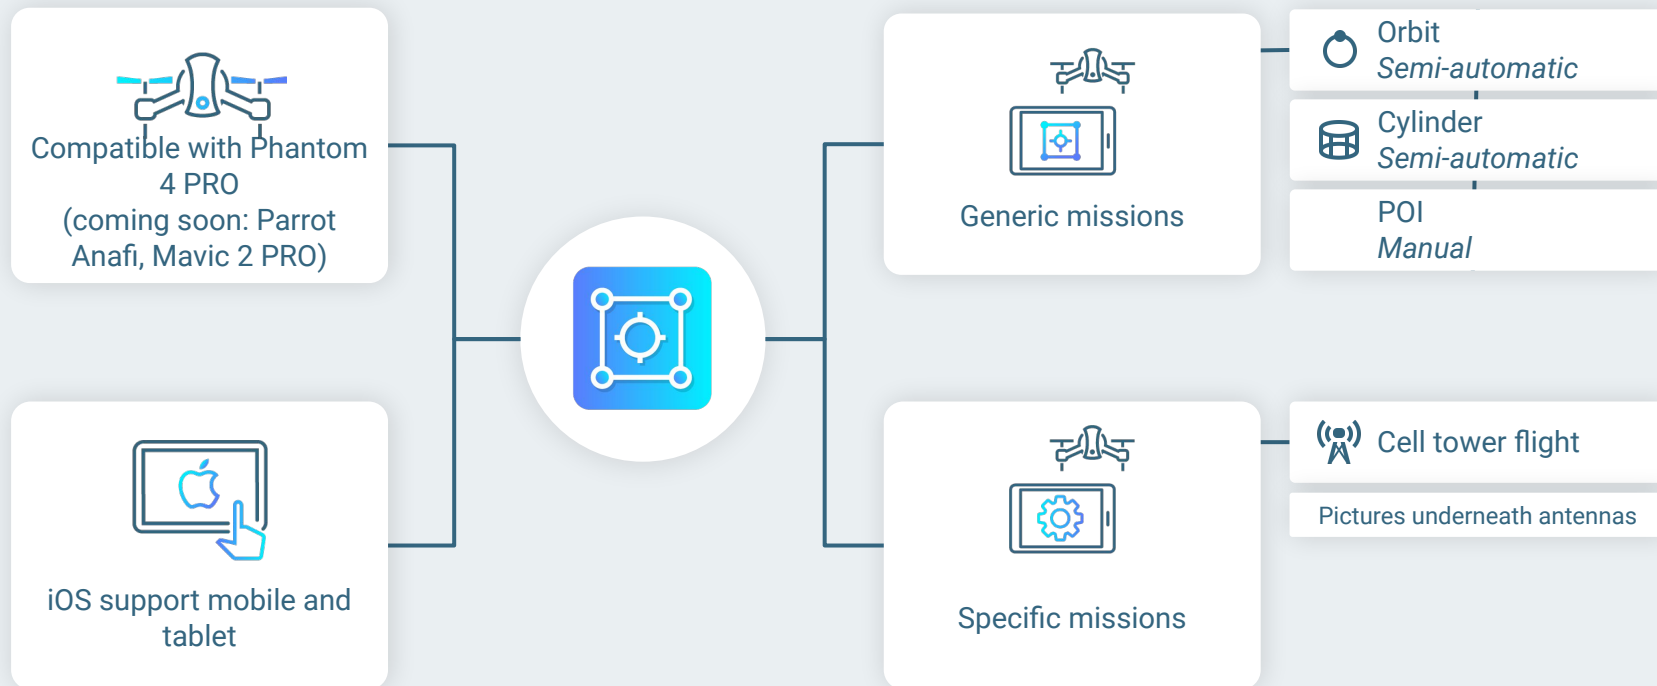 Compatible with Phantom
4 PRO
(coming soon: Parrot
Anafi, Mavic 2 PRO)
iOS support mobile and
tablet
Generic missions
Orbit
Semi-automatic
Cylinder
Semi-automatic
POI
Manual
Specific missions
Cell tower flight
Pictures underneath antennas